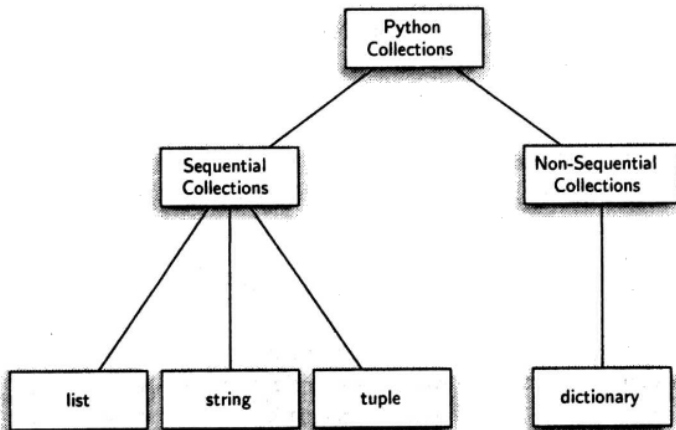 Python
Collections
Sequential
Collections
Non-Sequential
Collections
list
string
tuple
dictionary